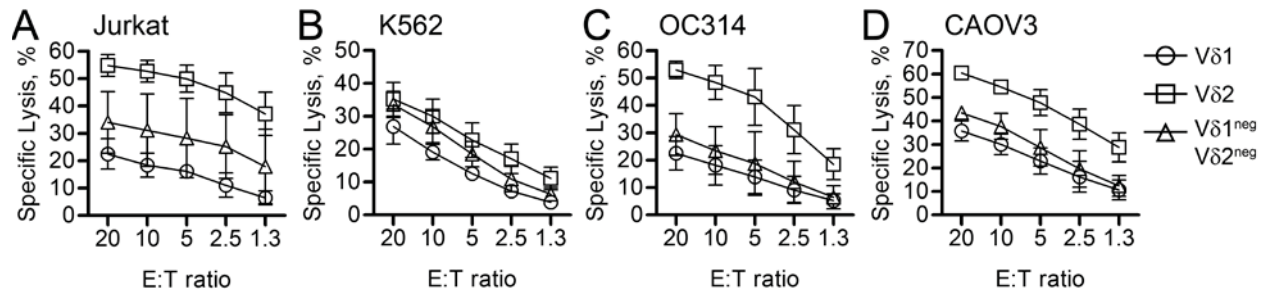 A Jurkat
Specific Lysis, %
60
50
40
30
20
10
0
20 10 5 2.5 1.3
E:T ratio
B K562
Specific Lysis, %
50
40
30
20
10
0
20 10 5 2.5 1.3
E:T ratio
C OC314
Specific Lysis, %
60
50
40
30
20
10
0
20 10 5 2.5 1.3
E:T ratio
D CAOV3
Specific Lysis, %
70
60
50
40
30
20
10
0
20 10 5 2.5 1.3
E:T ratio
Vδ1
Vδ2
Vδ1neg
Vδ2neg